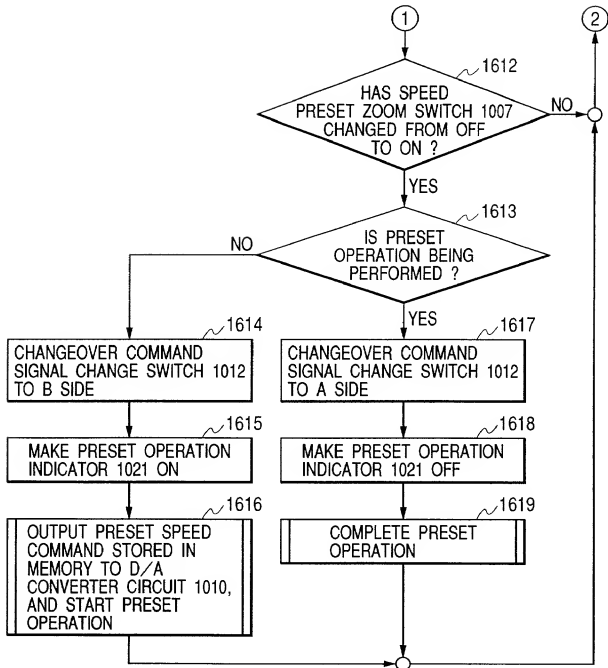 1
2
1612
HAS SPEED
PRESET ZOOM SWITCH 1007
CHANGED FROM OFF
TO ON ?
NO
YES
1613
IS PRESET
OPERATION BEING
PERFORMED ?
NO
YES
1614
CHANGEOVER COMMAND
SIGNAL CHANGE SWITCH 1012
TO B SIDE
1617
CHANGEOVER COMMAND
SIGNAL CHANGE SWITCH 1012
TO A SIDE
1615
MAKE PRESET OPERATION
INDICATOR 1021 ON
1618
MAKE PRESET OPERATION
INDICATOR 1021 OFF
1616
OUTPUT PRESET SPEED
COMMAND STORED IN
MEMORY TO D/A
CONVERTER CIRCUIT 1010,
AND START PRESET
OPERATION
1619
COMPLETE PRESET
OPERATION